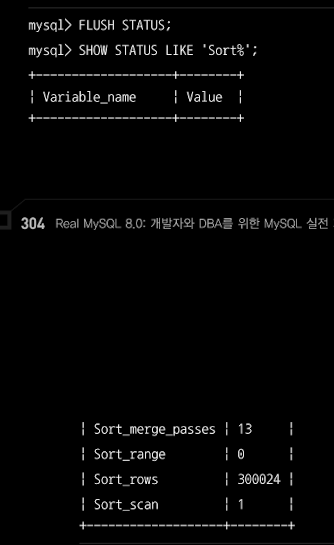 mysql> FLUSH STATUS;
mysql> SHOW STATUS LIKE 'Sort%';
+-------------------+--------+
| Variable_name     | Value  |
+-------------------+--------+
304 Real MySQL 8.0: 개발자와 DBA를 위한 MySQL 실전
| Sort_merge_passes | 13     |
| Sort_range        | 0      |
| Sort_rows         | 300024 |
| Sort_scan         | 1      |
+-------------------+--------+